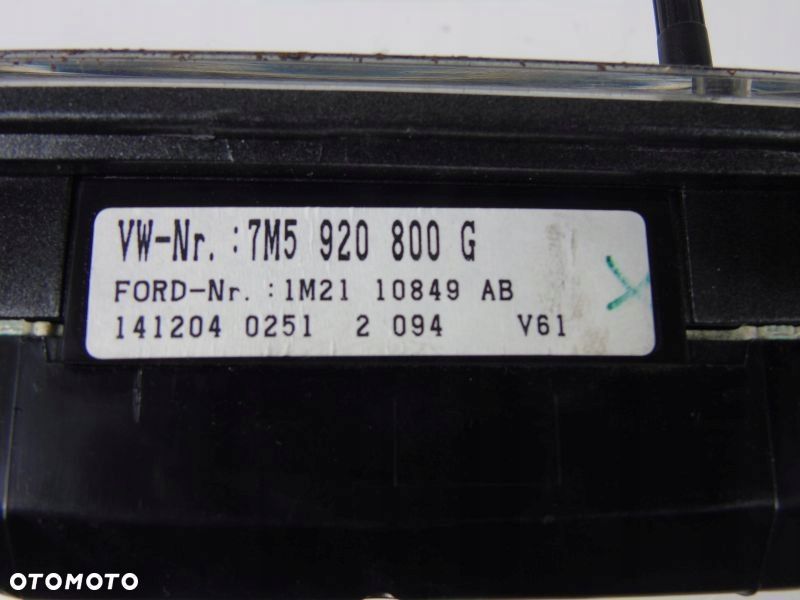 VW-Nr. :7M5 920 800 G
FORD-Nr. :1M21 10849 AB
141204 0251 2 094 V61
OTOMOTO